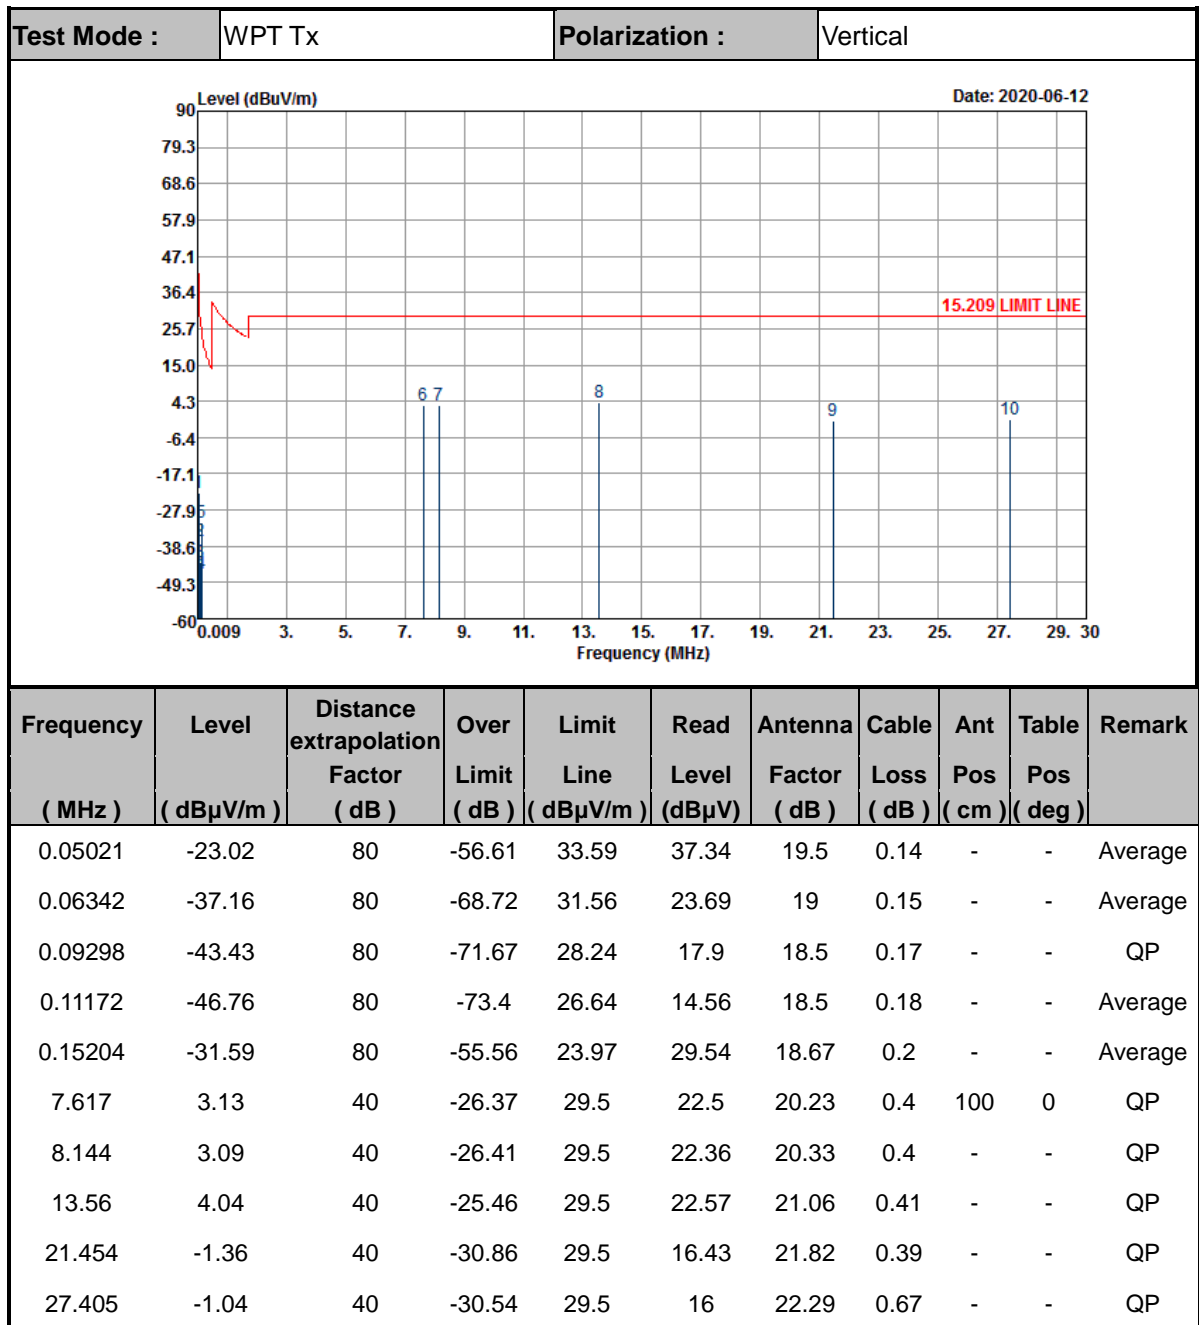 Test Mode : WPT Tx Polarization : Vertical
Level (dBuV/m) Date: 2020-06-12
90
79.3
68.6
57.9
47.1
36.4
15.209 LIMIT LINE
25.7
15.0
6 7 8
4.3
9 10
-6.4
-17.1
-27.9
-38.6
-49.3
-60
0.009 3. 5. 7. 9. 11. 13. 15. 17. 19. 21. 23. 25. 27. 29. 30
Frequency (MHz)
Frequency Level Distance extrapolation Over Limit Read Antenna Cable Ant Table Remark
Factor Limit Line Level Factor Loss Pos Pos
( MHz ) ( dBµV/m ) ( dB ) ( dB ) ( dBµV/m ) (dBµV) ( dB ) ( dB ) ( cm ) ( deg )
0.05021 -23.02 80 -56.61 33.59 37.34 19.5 0.14 - - Average
0.06342 -37.16 80 -68.72 31.56 23.69 19 0.15 - - Average
0.09298 -43.43 80 -71.67 28.24 17.9 18.5 0.17 - - QP
0.11172 -46.76 80 -73.4 26.64 14.56 18.5 0.18 - - Average
0.15204 -31.59 80 -55.56 23.97 29.54 18.67 0.2 - - Average
7.617 3.13 40 -26.37 29.5 22.5 20.23 0.4 100 0 QP
8.144 3.09 40 -26.41 29.5 22.36 20.33 0.4 - - QP
13.56 4.04 40 -25.46 29.5 22.57 21.06 0.41 - - QP
21.454 -1.36 40 -30.86 29.5 16.43 21.82 0.39 - - QP
27.405 -1.04 40 -30.54 29.5 16 22.29 0.67 - - QP